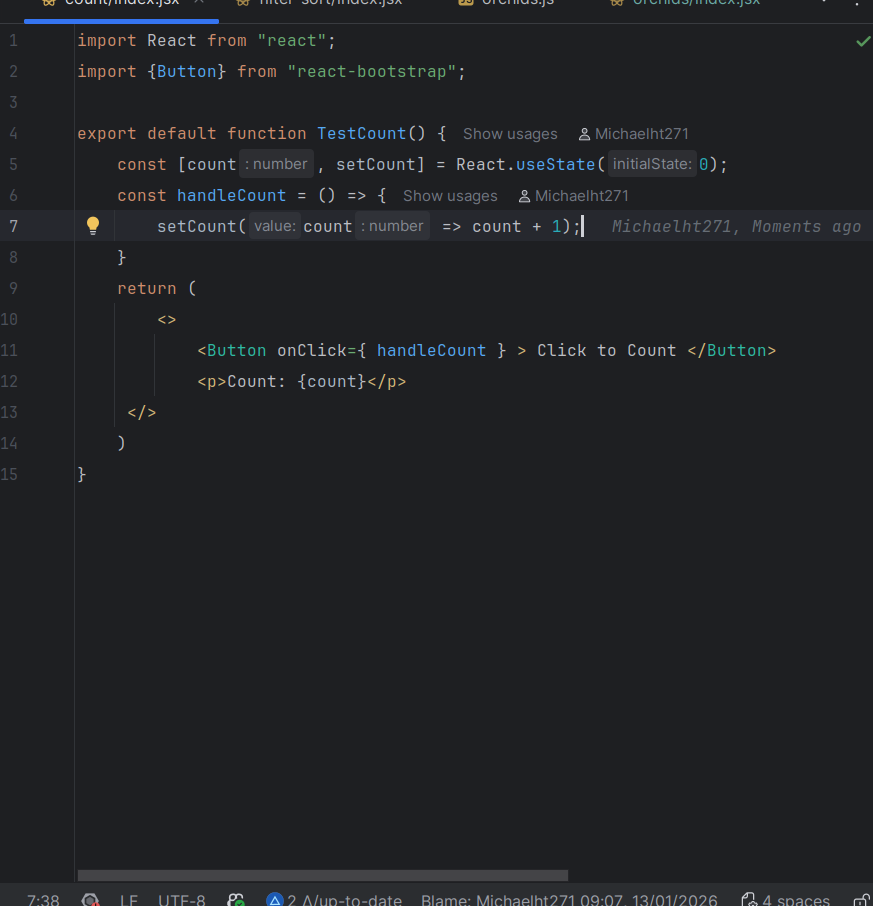 count/index.jsx filter-sort/index.jsx orchids.js orchids/index.jsx
1 import React from "react";
2 import {Button} from "react-bootstrap";
3
4 export default function TestCount() { Show usages Michaelht271
5 const [count : number , setCount] = React.useState( initialState: 0);
6 const handleCount = () => { Show usages Michaelht271
7 setCount( value: count : number => count + 1); Michaelht271, Moments ago
8 }
9 return (
10 <>
11 <Button onClick={ handleCount } > Click to Count </Button>
12 <p>Count: {count}</p>
13 </>
14 )
15 }
7:38 LF UTF-8 2 Δ/up-to-date Blame: Michaelht271 09:07, 13/01/2026 4 spaces